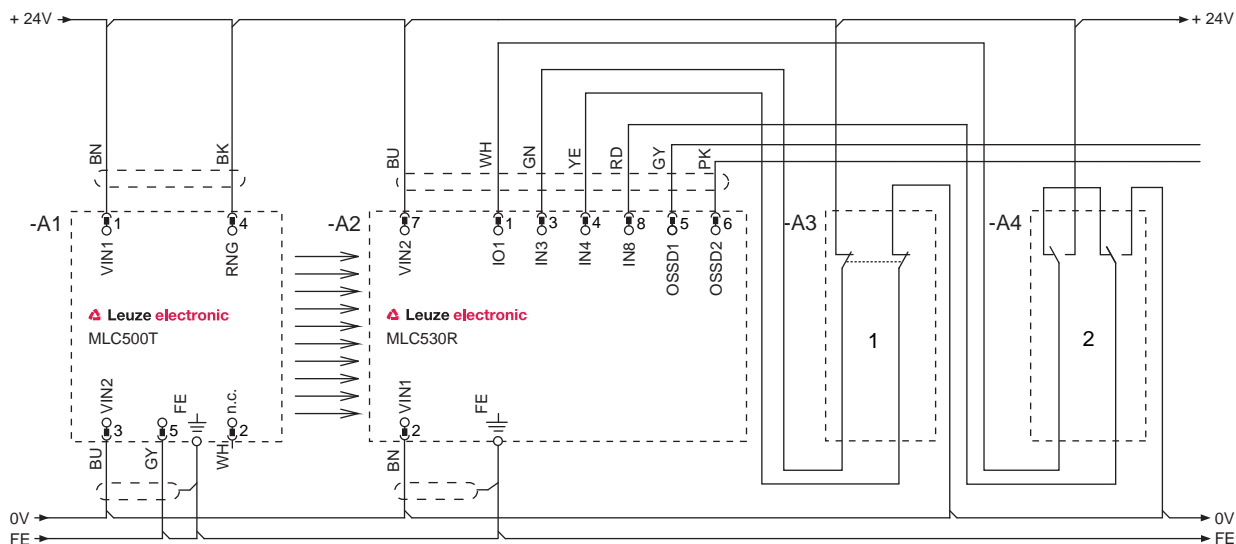 + 24V
+ 24V
BN
BK
BU
WH
GN
YE
RD
GY
PK
-A1
1
4
-A2
7
1
3
4
8
5
6
-A3
-A4
VIN1
RNG
VIN2
IO1
IN3
IN4
IN8
OSSD1
OSSD2
Leuze electronic
MLC500T
Leuze electronic
MLC530R
1
2
VIN2
FE
n.c.
VIN1
FE
3
5
2
2
BU
GY
WH
BN
0V
0V
FE
FE